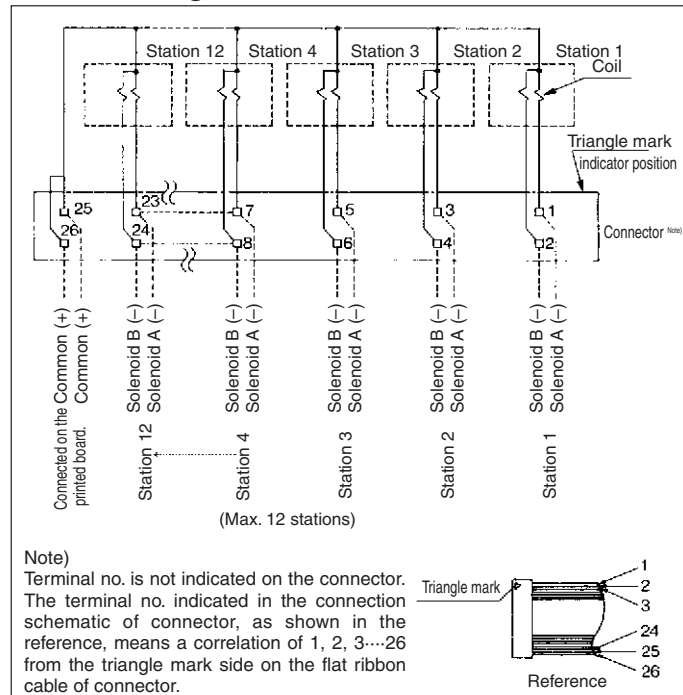 Station 12
Station 4
Station 3
Station 2
Station 1
Coil
Triangle mark
indicator position
25
23
7
5
3
1
26
24
8
6
4
2
Connector Note)
Connected on the
printed board.
Common (+)
Common (+)
Solenoid B (–)
Solenoid A (–)
Solenoid B (–)
Solenoid A (–)
Solenoid B (–)
Solenoid A (–)
Solenoid B (–)
Solenoid A (–)
Solenoid B (–)
Solenoid A (–)
Station 12
Station 4
Station 3
Station 2
Station 1
(Max. 12 stations)
Note)
Terminal no. is not indicated on the connector.
The terminal no. indicated in the connection
schematic of connector, as shown in the
reference, means a correlation of 1, 2, 3····26
from the triangle mark side on the flat ribbon
cable of connector.
Triangle mark
1
2
3
24
25
26
Reference